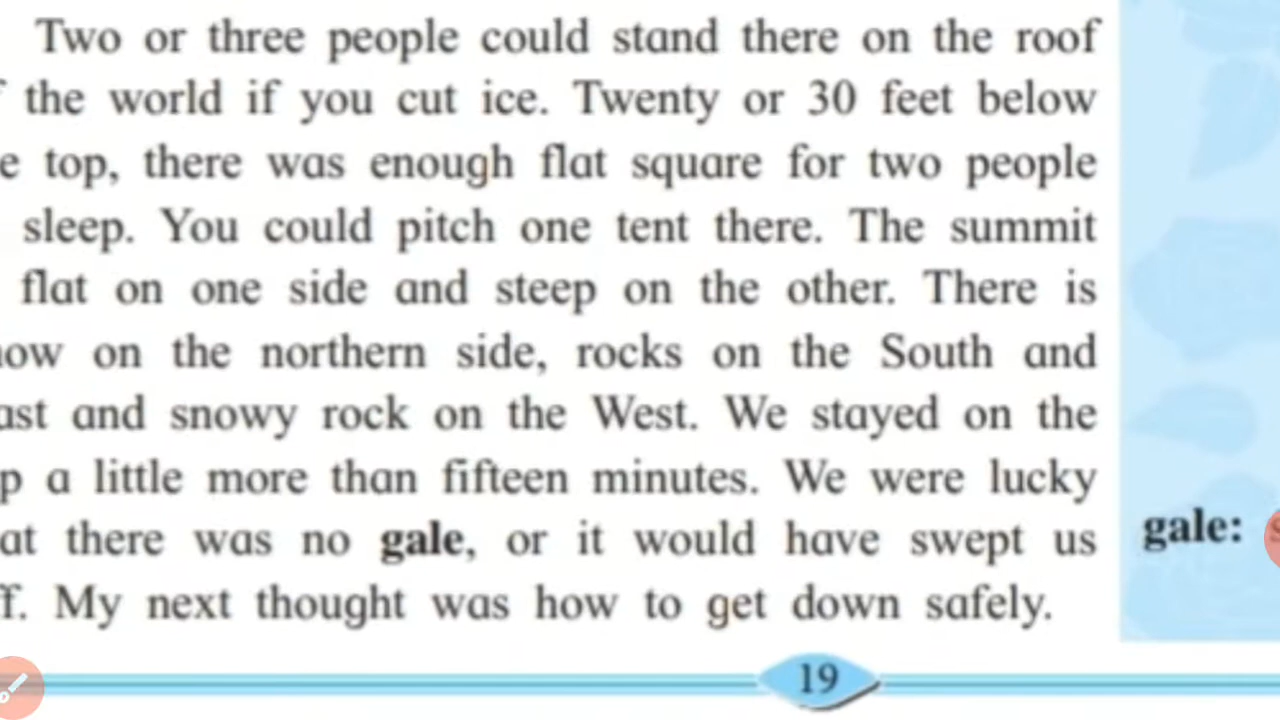 Two or three people could stand there on the roof
the world if you cut ice. Twenty or 30 feet below
top, there was enough flat square for two people
sleep. You could pitch one tent there. The summit
flat on one side and steep on the other. There is
on the northern side, rocks on the South and
and snowy rock on the West. We stayed on the
a little more than fifteen minutes. We were lucky
there was no gale, or it would have swept us
My next thought was how to get down safely.
gale:
19